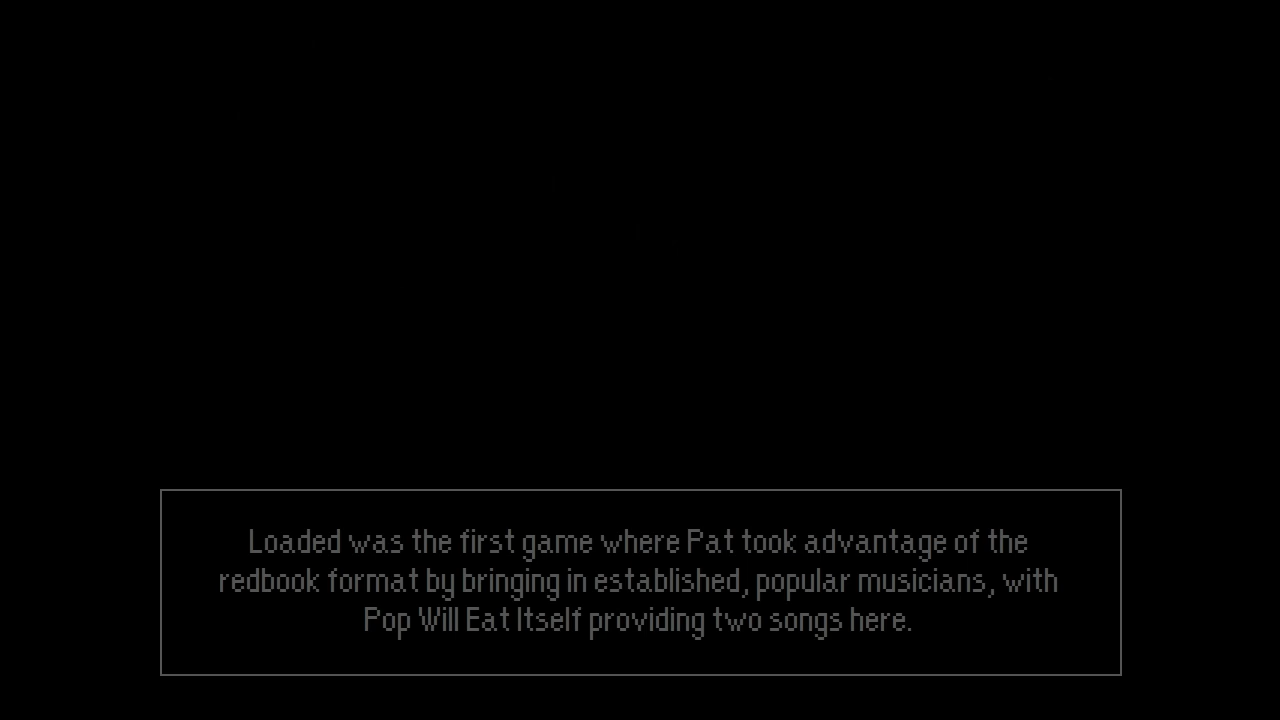 Loaded was the first game where Pat took advantage of the
redbook format by bringing in established, popular musicians, with
Pop Will Eat Itself providing two songs here.